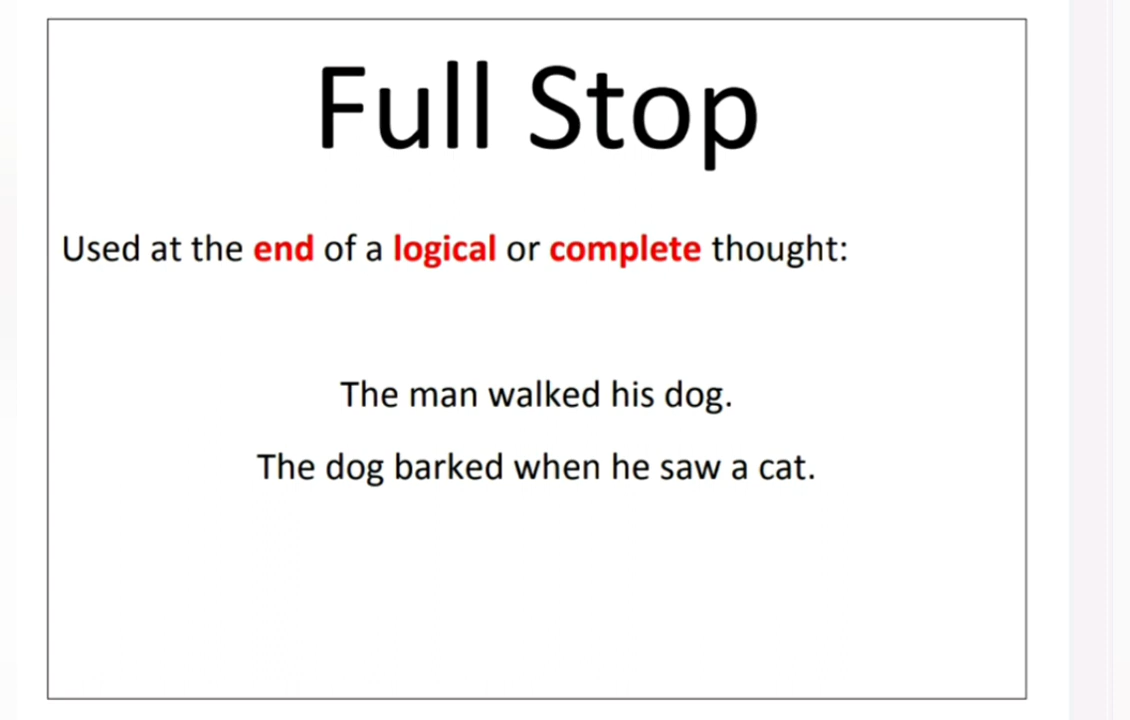 Full Stop
Used at the end of a logical or complete thought:
The man walked his dog.
The dog barked when he saw a cat.